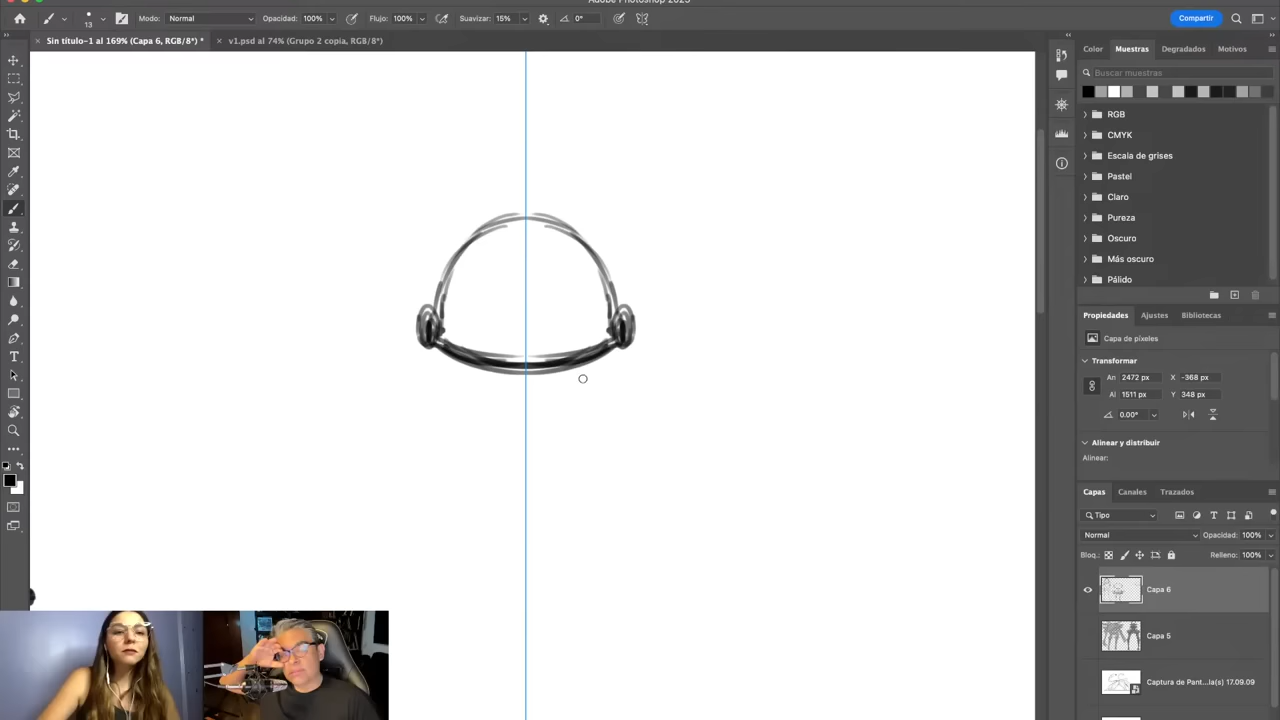 Adobe Photoshop 2023
13
Modo: Normal
Opacidad: 100%
Flujo: 100%
Suavizar: 15%
0°
Compartir
Sin título-1 al 169% (Capa 6, RGB/8*) *
v1.psd al 74% (Grupo 2 copia, RGB/8*)
Color
Muestras
Degradados
Motivos
Buscar muestras
RGB
CMYK
Escala de grises
Pastel
Claro
Pureza
Oscuro
Más oscuro
Pálido
Propiedades
Ajustes
Bibliotecas
Capa de píxeles
Transformar
An 2472 px
X -368 px
Al 1511 px
Y 348 px
0.00°
Alinear y distribuir
Alinear:
Capas
Canales
Trazados
Tipo
Normal
Opacidad: 100%
Bloq.:
Relleno: 100%
Capa 6
Capa 5
Captura de Pant...la(s) 17.09.09